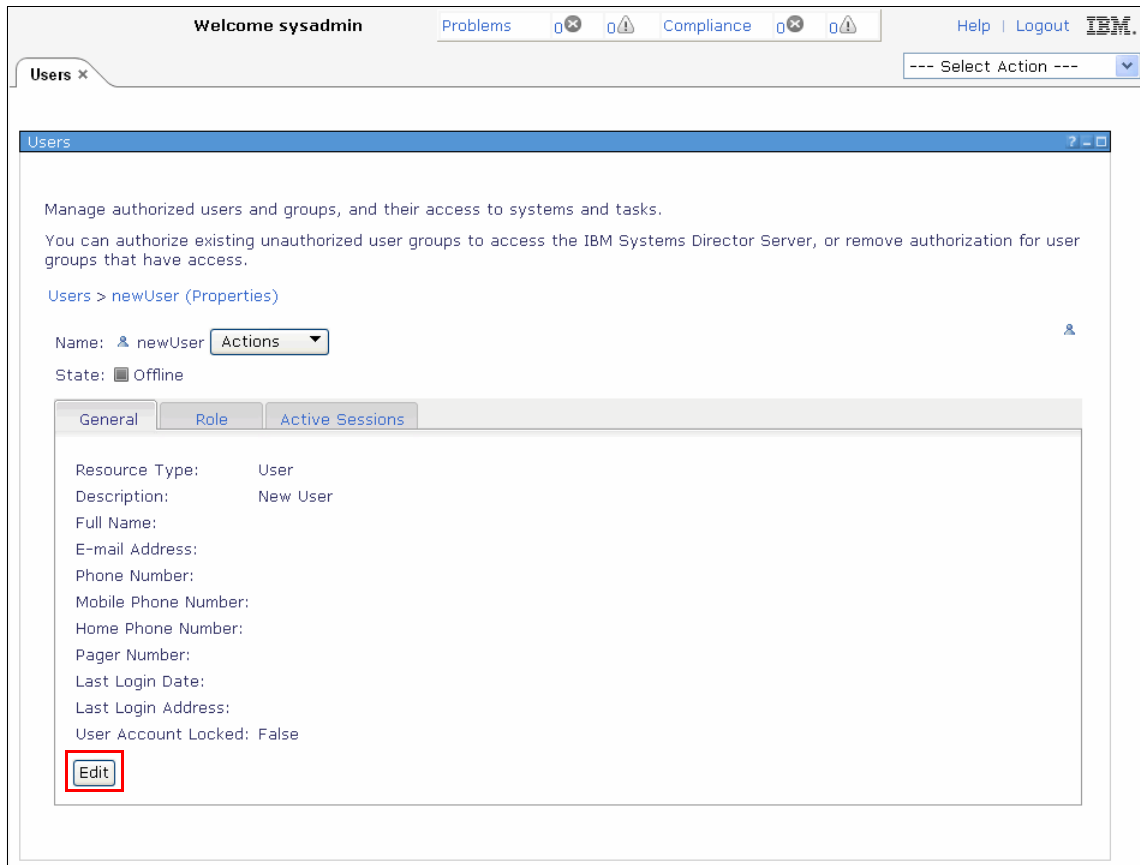 Welcome sysadmin Problems 0 0 Compliance 0 0 Help | Logout IBM.
Users × --- Select Action ---
Users ? - □
Manage authorized users and groups, and their access to systems and tasks.
You can authorize existing unauthorized user groups to access the IBM Systems Director Server, or remove authorization for user
groups that have access.
Users > newUser (Properties)
Name: newUser Actions
State: Offline
General Role Active Sessions
Resource Type: User
Description: New User
Full Name:
E-mail Address:
Phone Number:
Mobile Phone Number:
Home Phone Number:
Pager Number:
Last Login Date:
Last Login Address:
User Account Locked: False
Edit